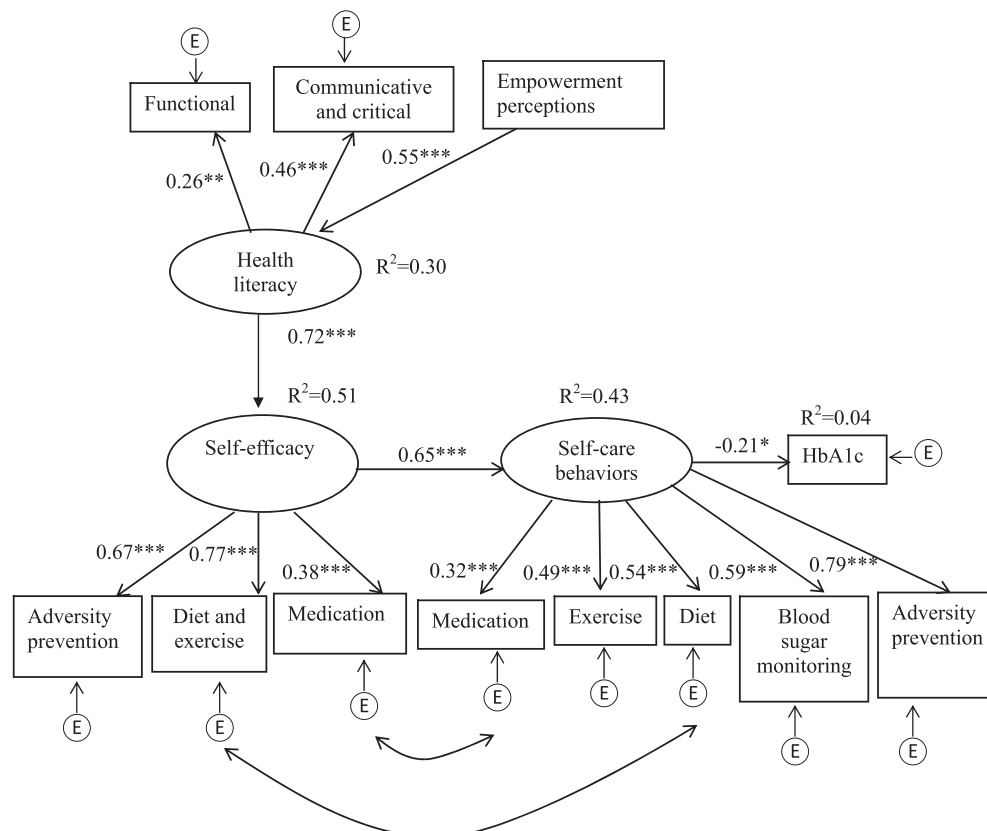 E
E
Functional
Communicative
and critical
Empowerment
perceptions
0.26**
0.46***
0.55***
Health
literacy
R²=0.30
0.72***
R²=0.51
R²=0.43
R²=0.04
Self-efficacy
0.65***
Self-care
behaviors
-0.21*
HbA1c
E
0.67***
0.77***
0.38***
0.32***
0.49***
0.54***
0.59***
0.79***
Adversity
prevention
Diet and
exercise
Medication
Medication
Exercise
Diet
Blood
sugar
monitoring
Adversity
prevention
E
E
E
E
E
E
E
E